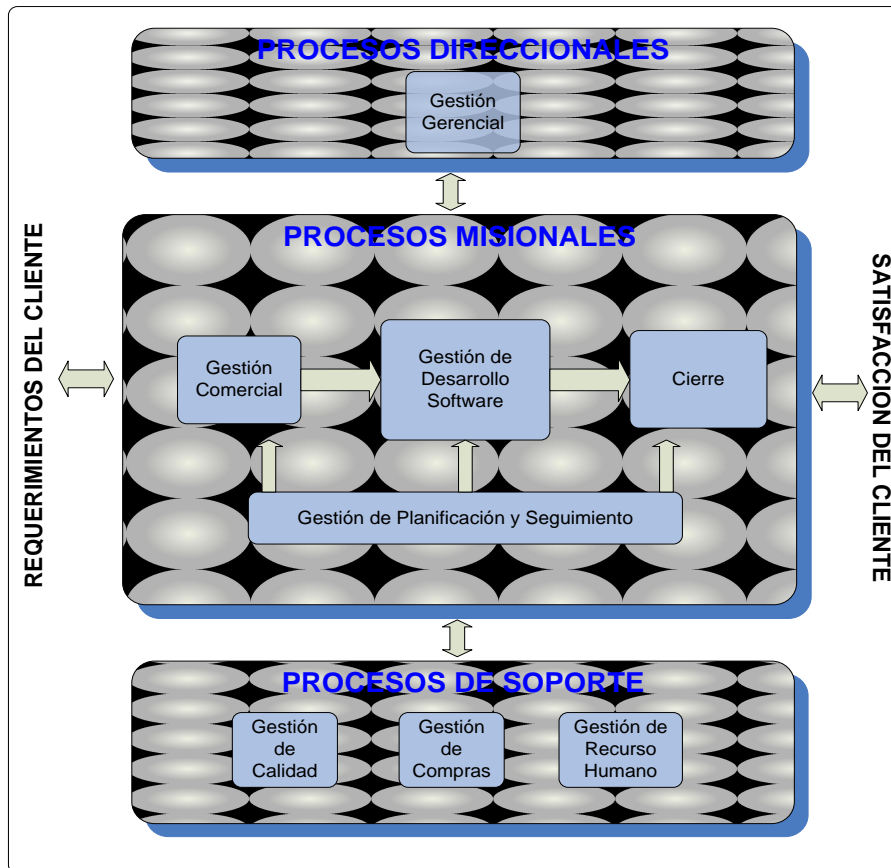 PROCESOS DIRECCIONALES
Gestión
Gerencial
REQUERIMIENTOS DEL CLIENTE
PROCESOS MISIONALES
Gestión
Comercial
Gestión de
Desarrollo
Software
Cierre
Gestión de Planificación y Seguimiento
SATISFACCION DEL CLIENTE
PROCESOS DE SOPORTE
Gestión
de
Calidad
Gestión
de
Compras
Gestión de
Recurso
Humano